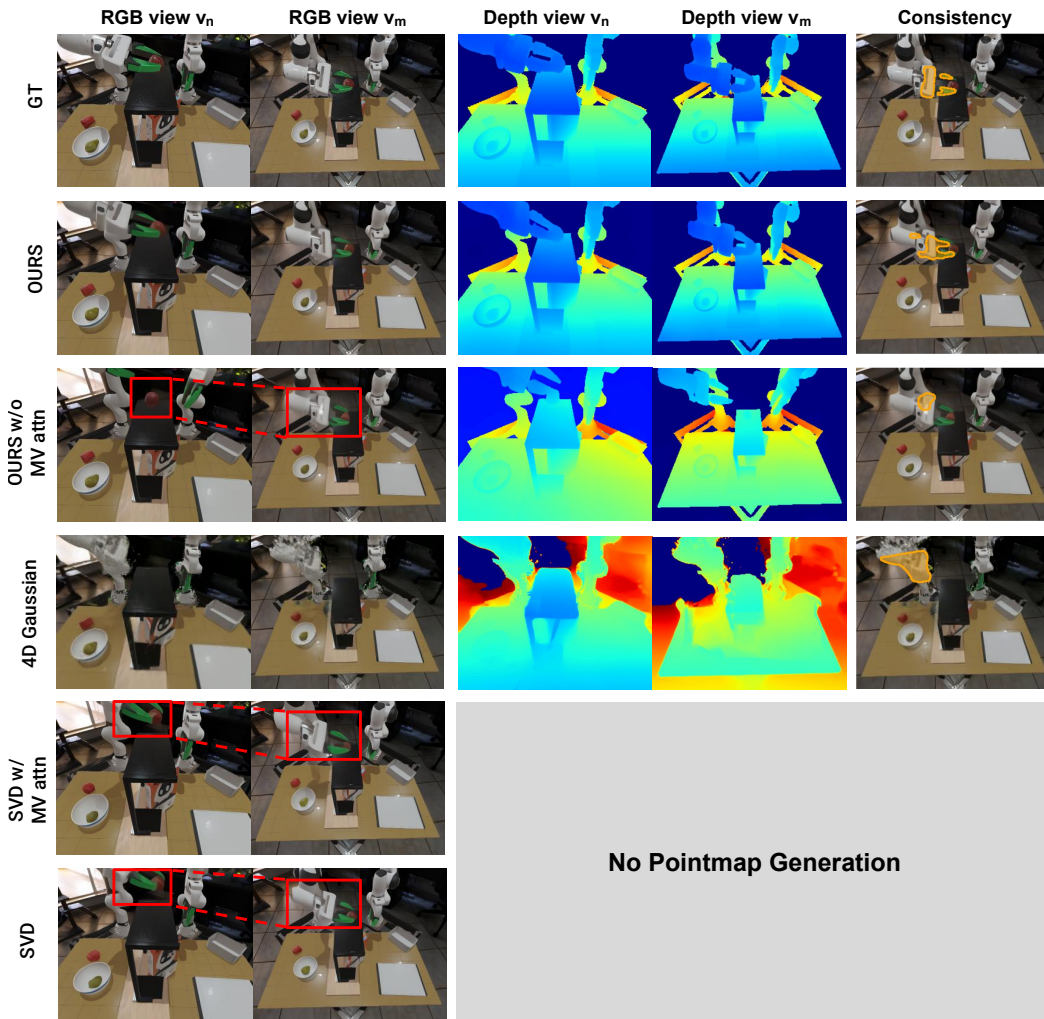 RGB view vₙ
RGB view vₘ
Depth view vₙ
Depth view vₘ
Consistency
GT
OURS
OURS w/o
MV attn
4D Gaussian
SVD w/
MV attn
No Pointmap Generation
SVD